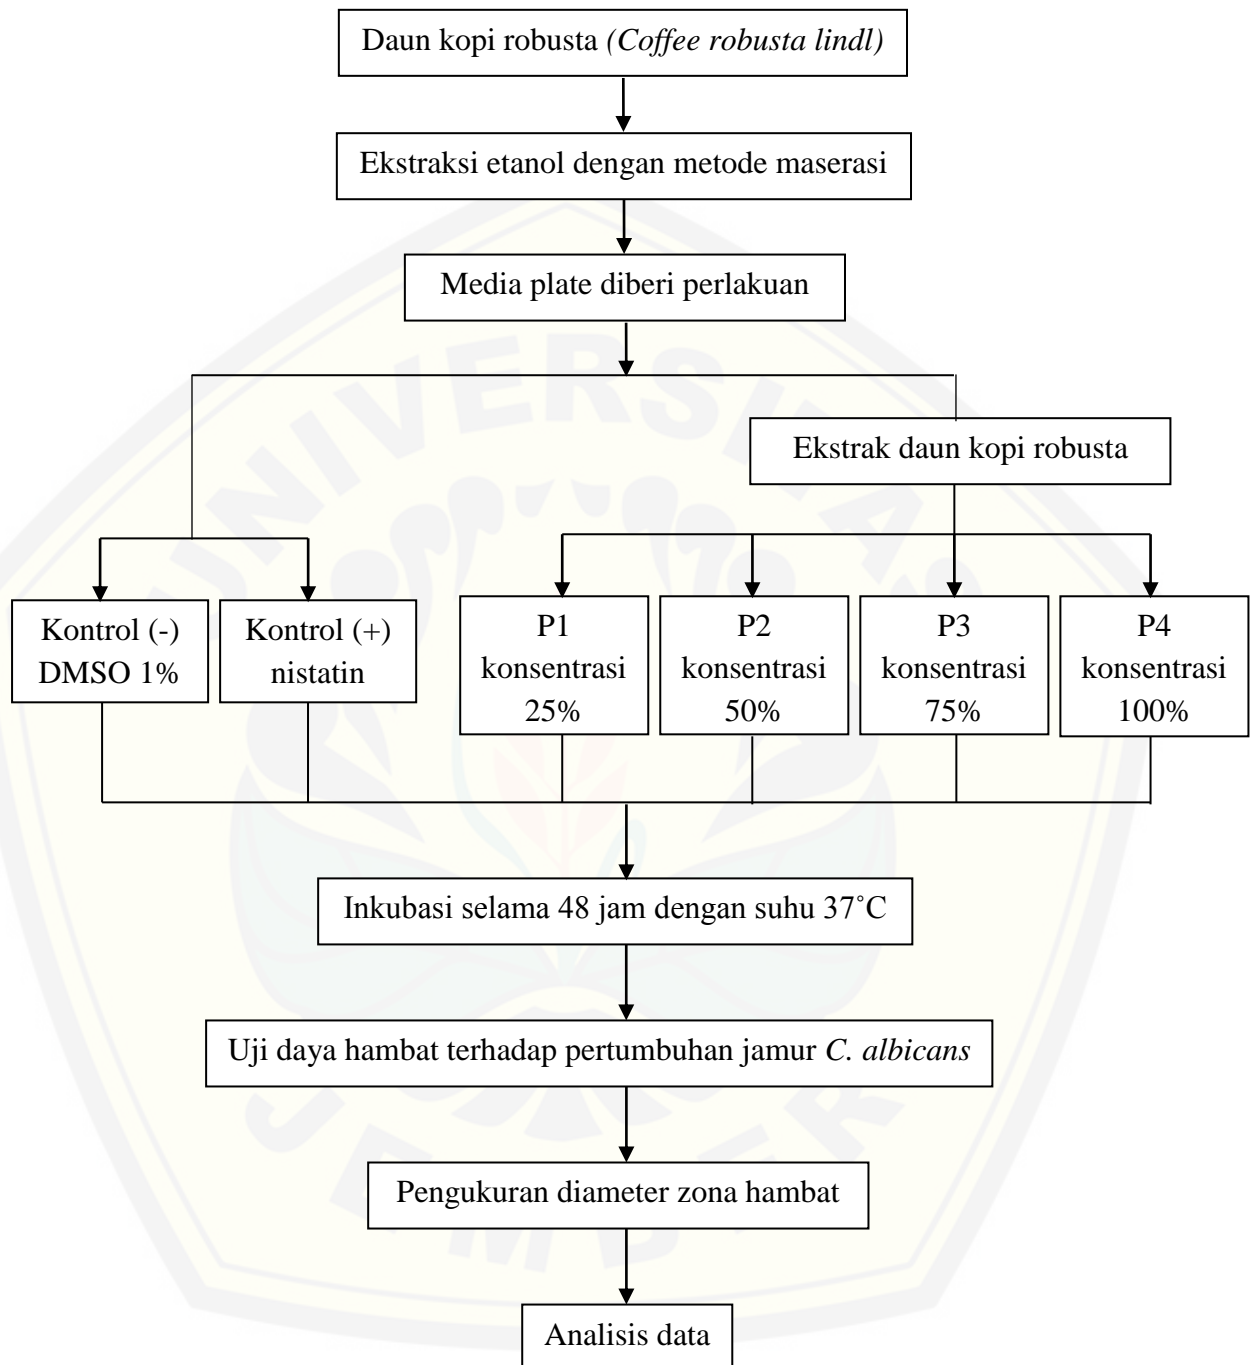 Daun kopi robusta (Coffee robusta lindl)
Ekstraksi etanol dengan metode maserasi
Media plate diberi perlakuan
UNIVERSITAS
Ekstrak daun kopi robusta
Kontrol (-)
DMSO 1%
Kontrol (+)
nistatin
P1
konsentrasi
25%
P2
konsentrasi
50%
P3
konsentrasi
75%
P4
konsentrasi
100%
Inkubasi selama 48 jam dengan suhu 37˚C
Uji daya hambat terhadap pertumbuhan jamur C. albicans
Pengukuran diameter zona hambat
JEMBER
Analisis data